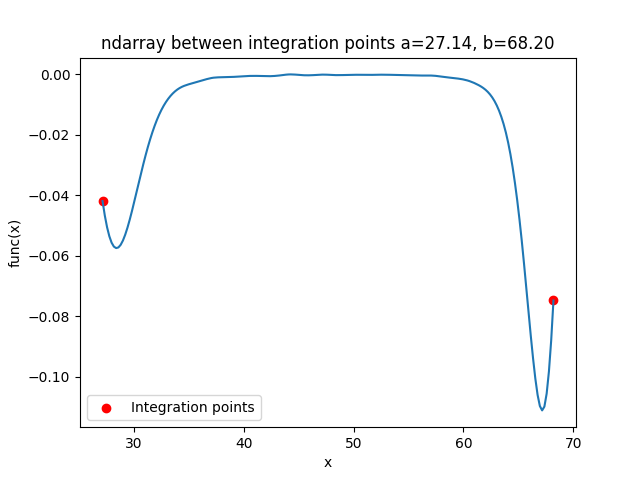 ndarray between integration points a=27.14, b=68.20
0.00
−0.02
−0.04
−0.06
−0.08
−0.10
func(x)
Integration points
30 40 50 60 70
x